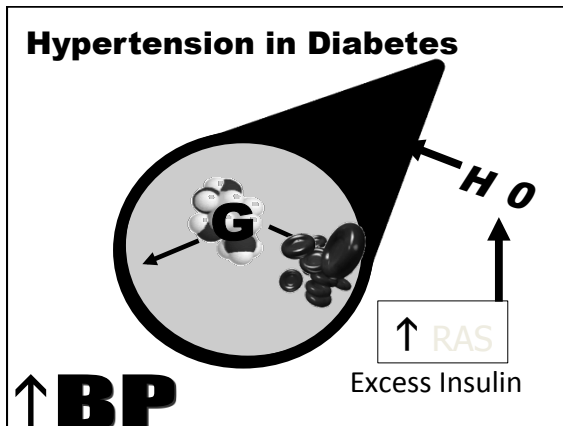 Hypertension in Diabetes
H 0
G
↑ RAS
Excess Insulin
↑BP